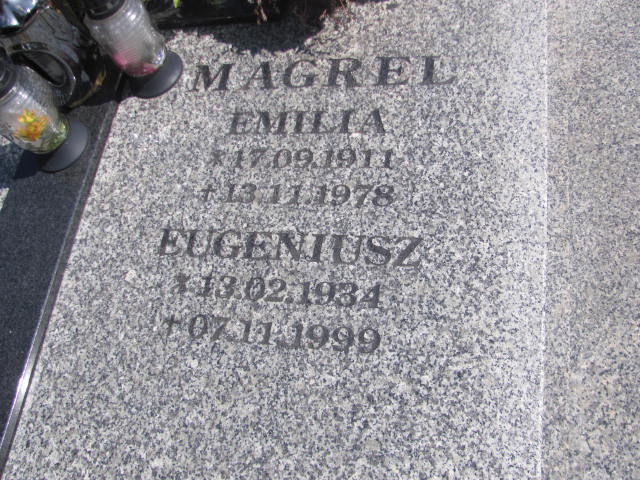 MAGREL
EMILIA
* 17.09.1911
† 13.11.1978
EUGENIUSZ
* 13.02.1934
† 07.11.1999